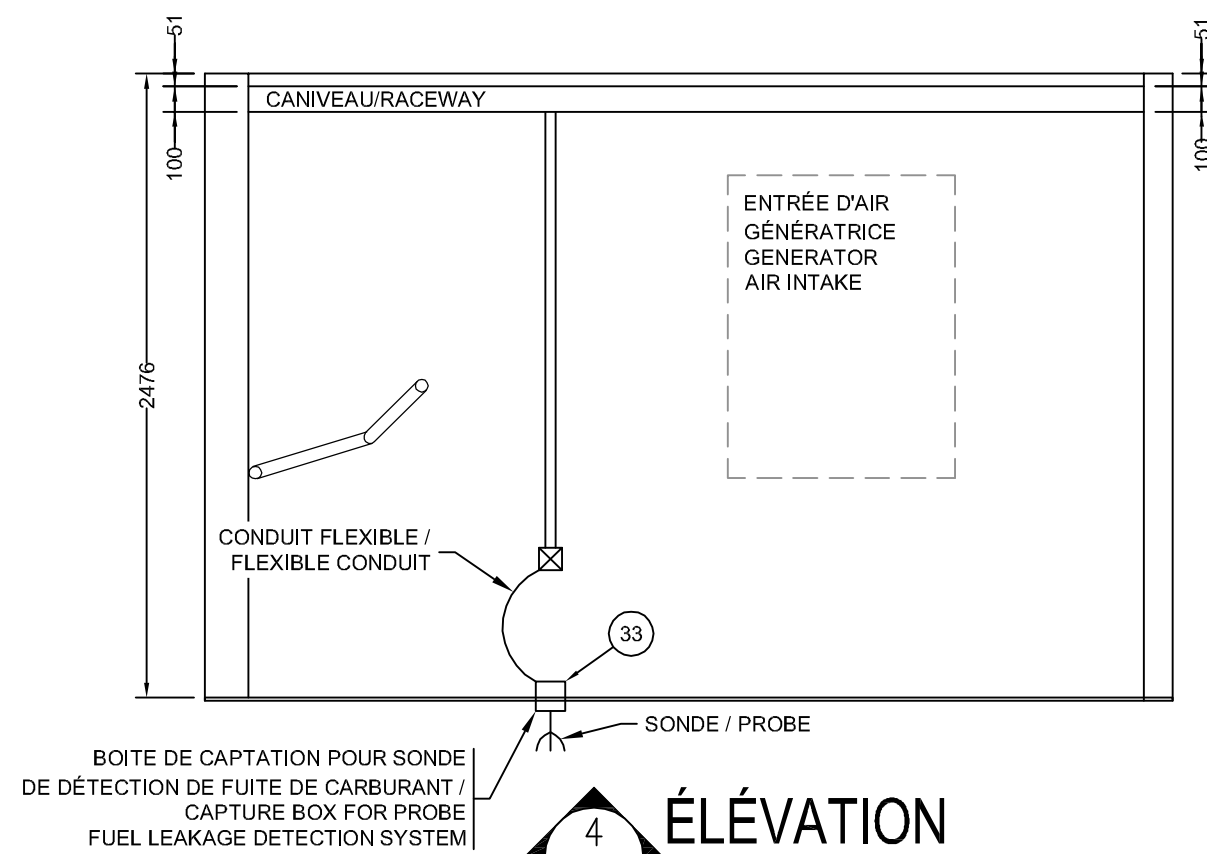 51
51
CANIVEAU/RACEWAY
100
100
ENTRÉE D'AIR
GÉNÉRATRICE
GENERATOR
AIR INTAKE
2476
CONDUIT FLEXIBLE /
FLEXIBLE CONDUIT
33
SONDE / PROBE
BOITE DE CAPTATION POUR SONDE
DE DÉTECTION DE FUITE DE CARBURANT /
CAPTURE BOX FOR PROBE
FUEL LEAKAGE DETECTION SYSTEM
4
ÉLÉVATION